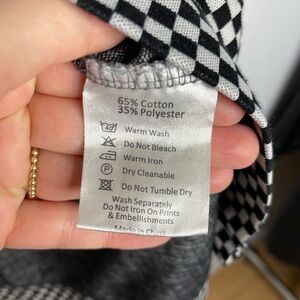 65% Cotton
35% Polyester
Warm Wash
Do Not Bleach
Warm Iron
P Dry Cleanable
Do Not Tumble Dry
Wash Separately
Do Not Iron On Prints
& Embellishments
Made In China